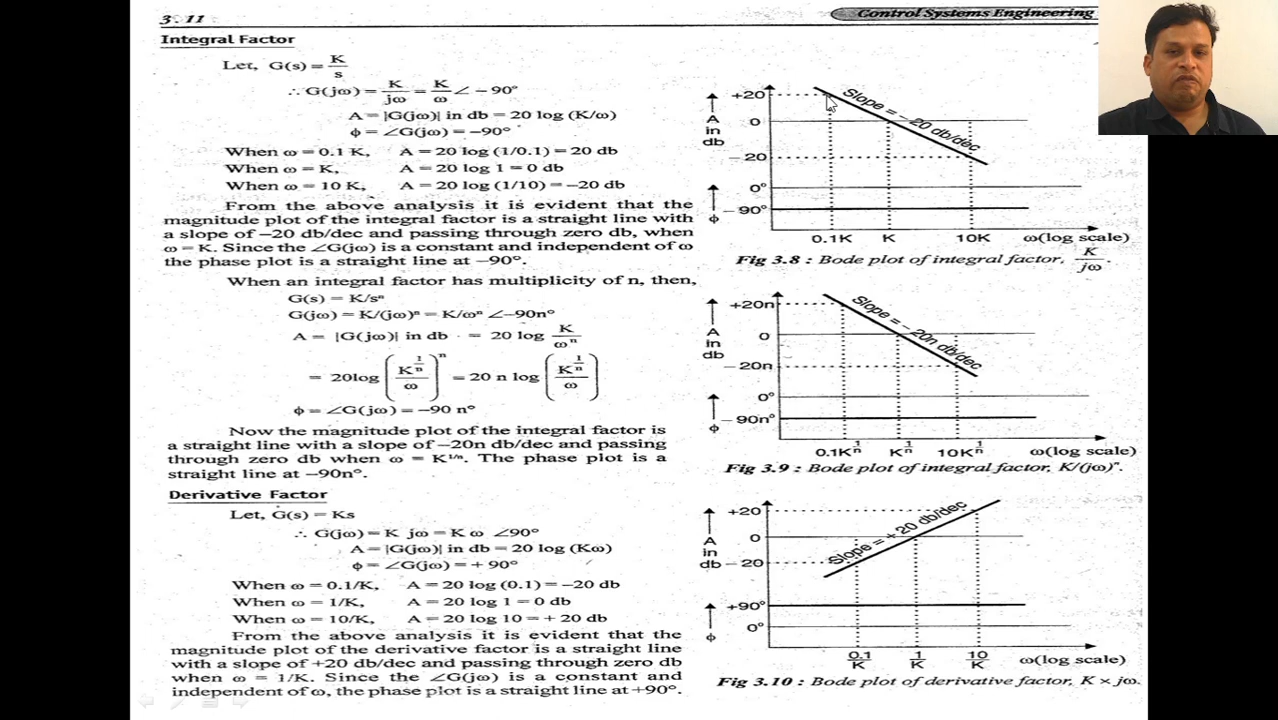 3. 11
Control Systems Engineering
Integral Factor
Let, G(s) = K/s
∴ G(jω) = K/jω = K/ω ∠ −90°
A = |G(jω)| in db = 20 log (K/ω)
ϕ = ∠G(jω) = −90°
When ω = 0.1 K, A = 20 log (1/0.1) = 20 db
When ω = K, A = 20 log 1 = 0 db
When ω = 10 K, A = 20 log (1/10) = −20 db
From the above analysis it is evident that the
magnitude plot of the integral factor is a straight line with
a slope of −20 db/dec and passing through zero db, when
ω = K. Since the ∠G(jω) is a constant and independent of ω
the phase plot is a straight line at −90°.
When an integral factor has multiplicity of n, then,
G(s) = K/sⁿ
G(jω) = K/(jω)ⁿ = K/ωⁿ ∠−90n°
A = |G(jω)| in db = 20 log K/ωⁿ
= 20log (K^(1/n)/ω)ⁿ = 20 n log (K^(1/n)/ω)
ϕ = ∠G(jω) = −90 n°
Now the magnitude plot of the integral factor is
a straight line with a slope of −20n db/dec and passing
through zero db when ω = K^(1/n). The phase plot is a
straight line at −90n°.
Derivative Factor
Let, G(s) = Ks
∴ G(jω) = K jω = K ω ∠90°
A = |G(jω)| in db = 20 log (Kω)
ϕ = ∠G(jω) = + 90°
When ω = 0.1/K, A = 20 log (0.1) = −20 db
When ω = 1/K, A = 20 log 1 = 0 db
When ω = 10/K, A = 20 log 10 = + 20 db
From the above analysis it is evident that the
magnitude plot of the derivative factor is a straight line
with a slope of +20 db/dec and passing through zero db
when ω = 1/K. Since the ∠G(jω) is a constant and
independent of ω, the phase plot is a straight line at +90°.
+20
0
−20
0°
−90°
A
in
db
ϕ
Slope = −20 db/dec
0.1K K 10K ω(log scale)
Fig 3.8 : Bode plot of integral factor, K/jω.
+20n
0
−20n
0°
−90n°
A
in
db
ϕ
Slope = −20n db/dec
0.1K^(1/n) K^(1/n) 10K^(1/n) ω(log scale)
Fig 3.9 : Bode plot of integral factor, K/(jω)ⁿ.
+20
0
−20
+90°
0°
A
in
db
ϕ
Slope = +20 db/dec
0.1/K 1/K 10/K ω(log scale)
Fig 3.10 : Bode plot of derivative factor, K × jω.